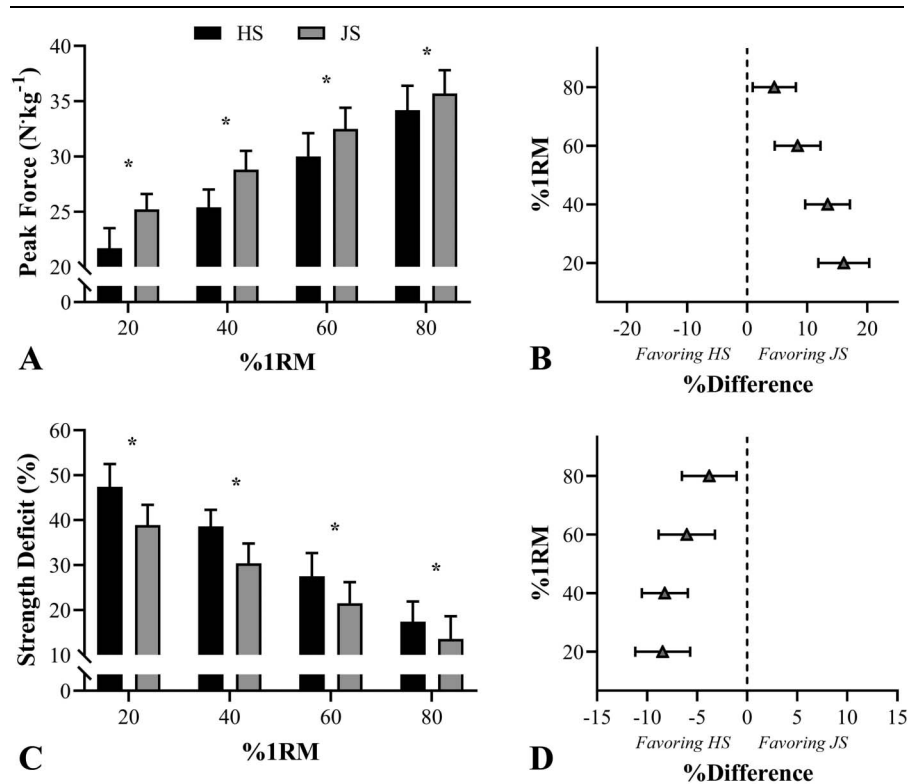 HS JS
Peak Force (N·kg⁻¹)
40
35
30
25
20
0
* * * *
20 40 60 80
%1RM
A
%1RM
80
60
40
20
-20 -10 0 10 20
Favoring HS Favoring JS
%Difference
B
Strength Deficit (%)
60
50
40
30
20
10
0
* * * *
20 40 60 80
%1RM
C
%1RM
80
60
40
20
-15 -10 -5 0 5 10 15
Favoring HS Favoring JS
%Difference
D